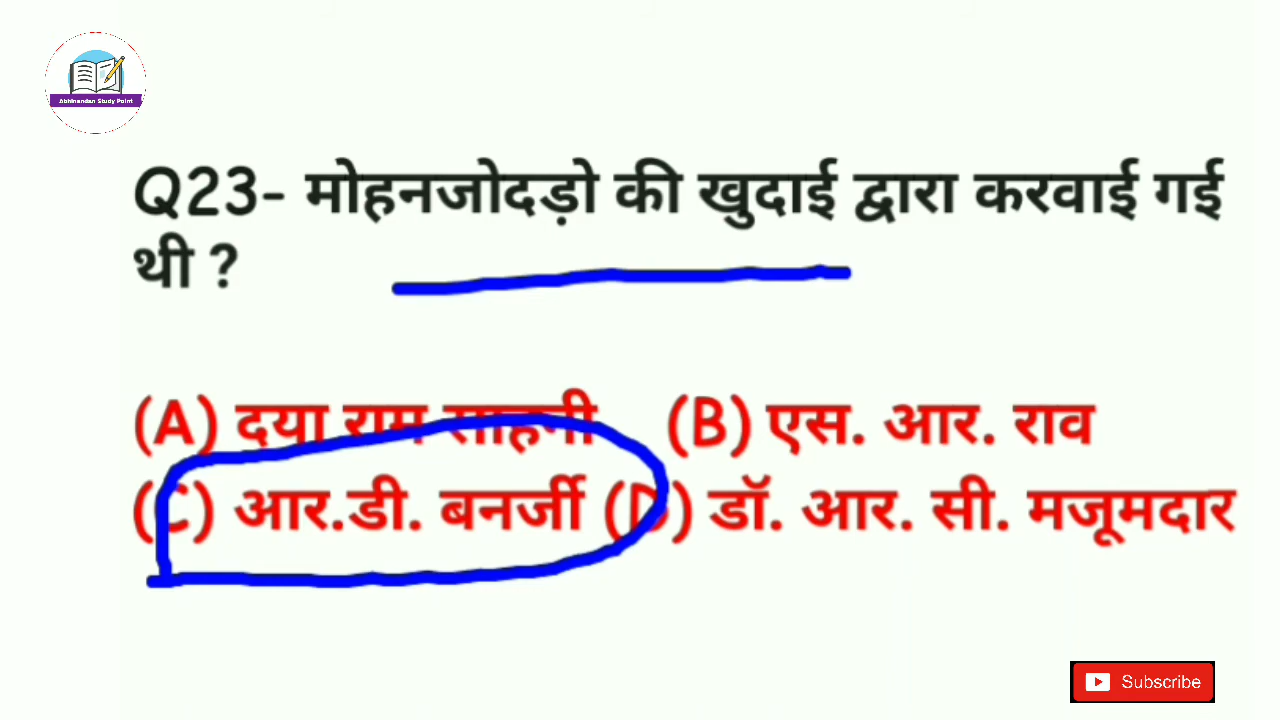 Abhinandan Study Point
Q23- मोहनजोदड़ो की खुदाई द्वारा करवाई गई
थी ?
(A) दया राम साहनी (B) एस. आर. राव
(C) आर.डी. बनर्जी (D) डॉ. आर. सी. मजूमदार
Subscribe